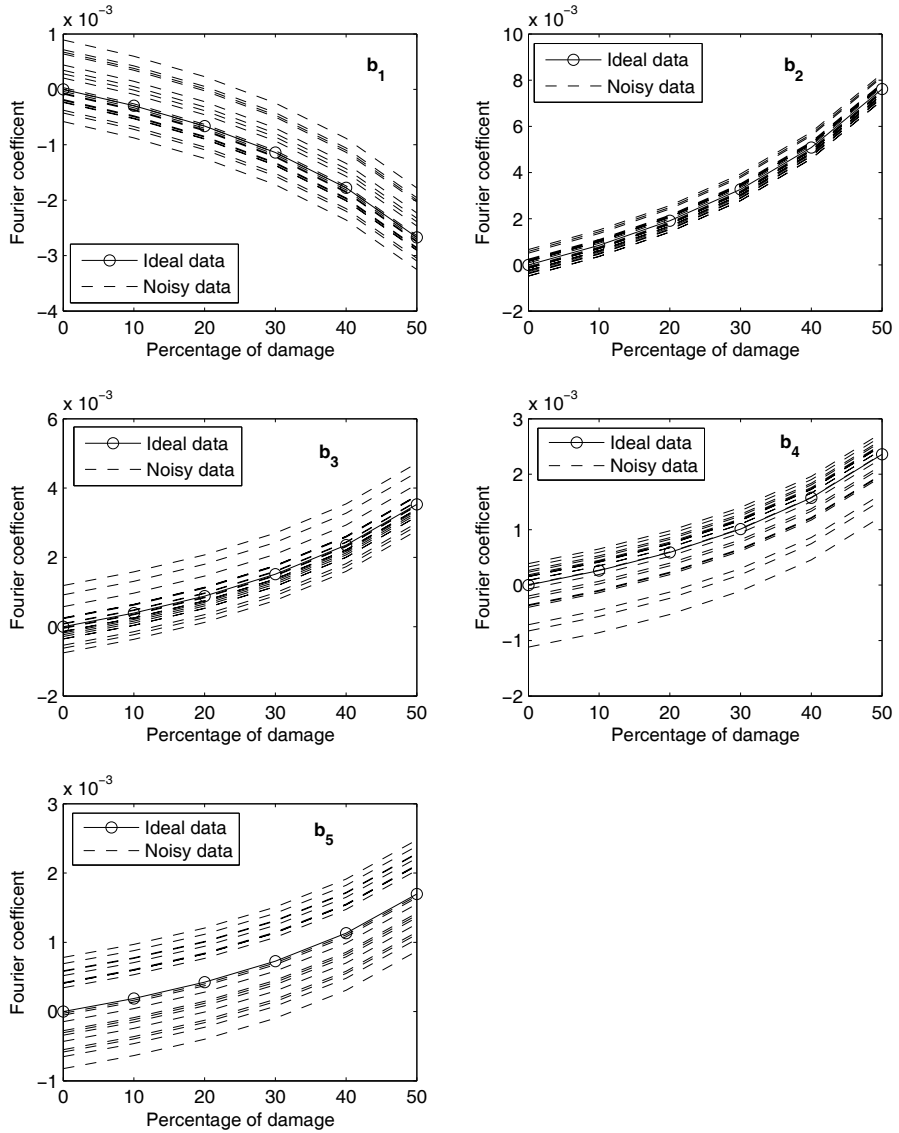 x 10⁻³
1
0
−1
−2
−3
−4
0 10 20 30 40 50
Percentage of damage
Fourier coefficent
b₁
Ideal data
Noisy data
x 10⁻³
10
8
6
4
2
0
−2
0 10 20 30 40 50
Percentage of damage
Fourier coefficent
b₂
Ideal data
Noisy data
x 10⁻³
6
4
2
0
−2
0 10 20 30 40 50
Percentage of damage
Fourier coefficent
b₃
Ideal data
Noisy data
x 10⁻³
3
2
1
0
−1
−2
0 10 20 30 40 50
Percentage of damage
Fourier coefficent
b₄
Ideal data
Noisy data
x 10⁻³
3
2
1
0
−1
0 10 20 30 40 50
Percentage of damage
Fourier coefficent
b₅
Ideal data
Noisy data